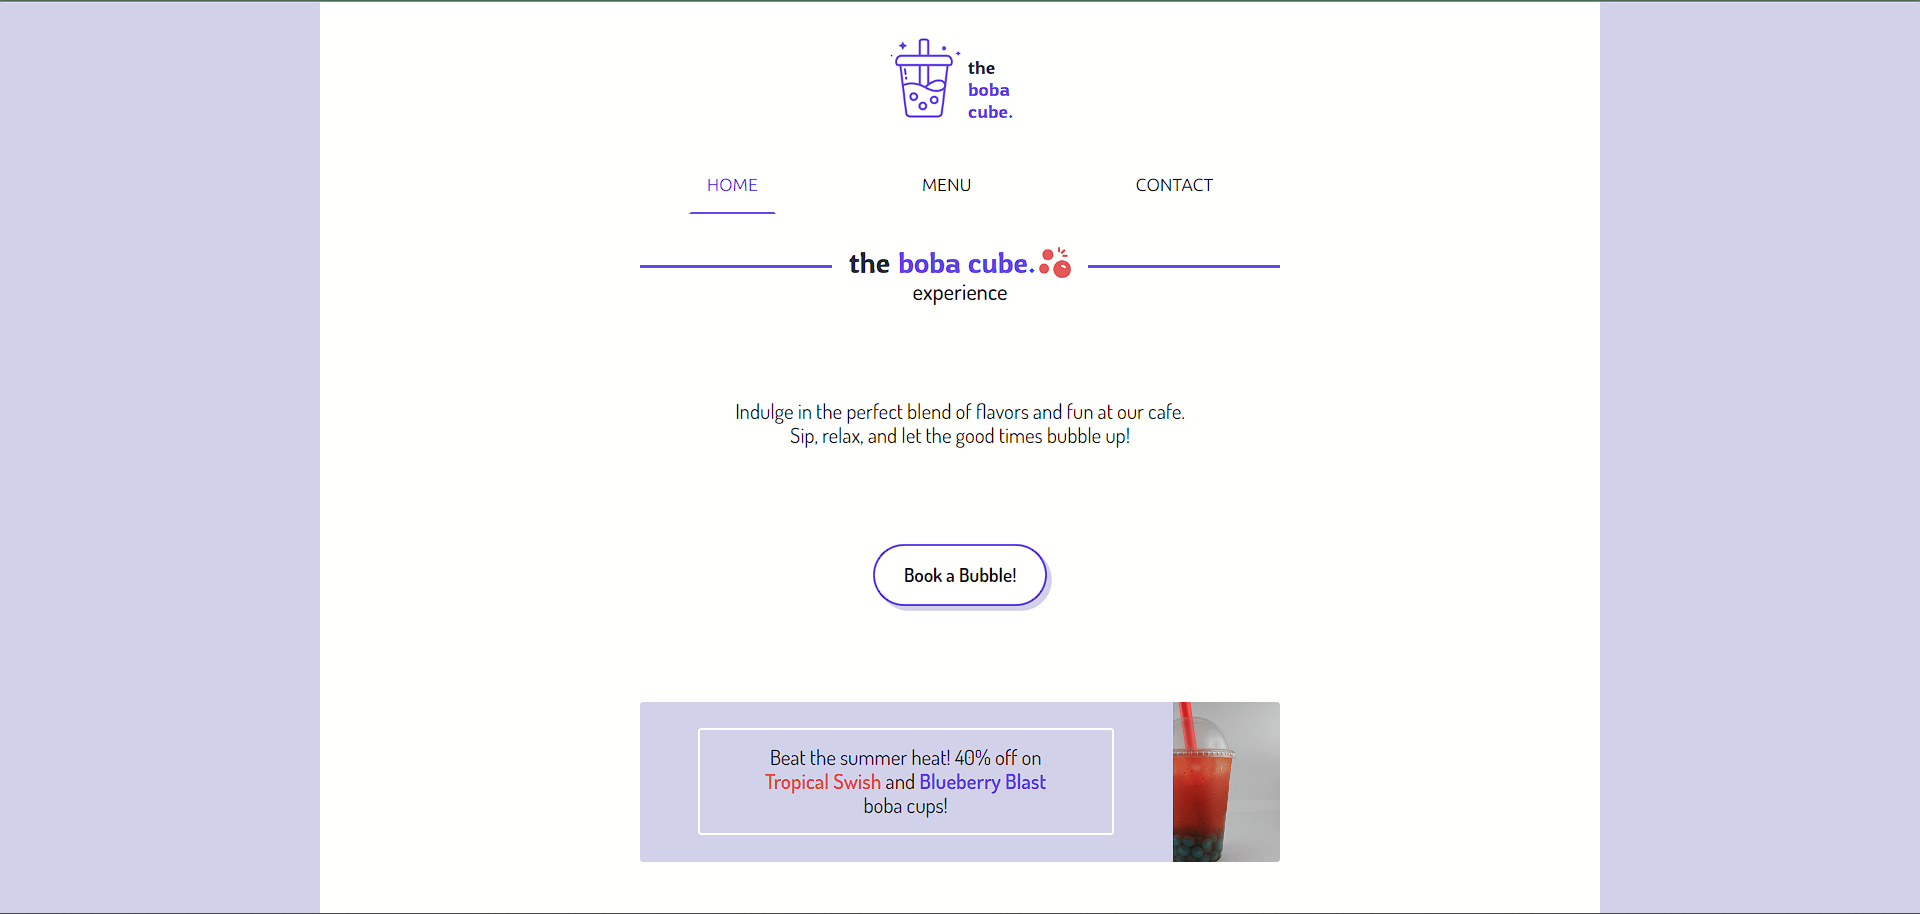 the
boba
cube.
HOME MENU CONTACT
the boba cube.
experience
Indulge in the perfect blend of flavors and fun at our cafe.
Sip, relax, and let the good times bubble up!
Book a Bubble!
Beat the summer heat! 40% off on
Tropical Swish and Blueberry Blast
boba cups!